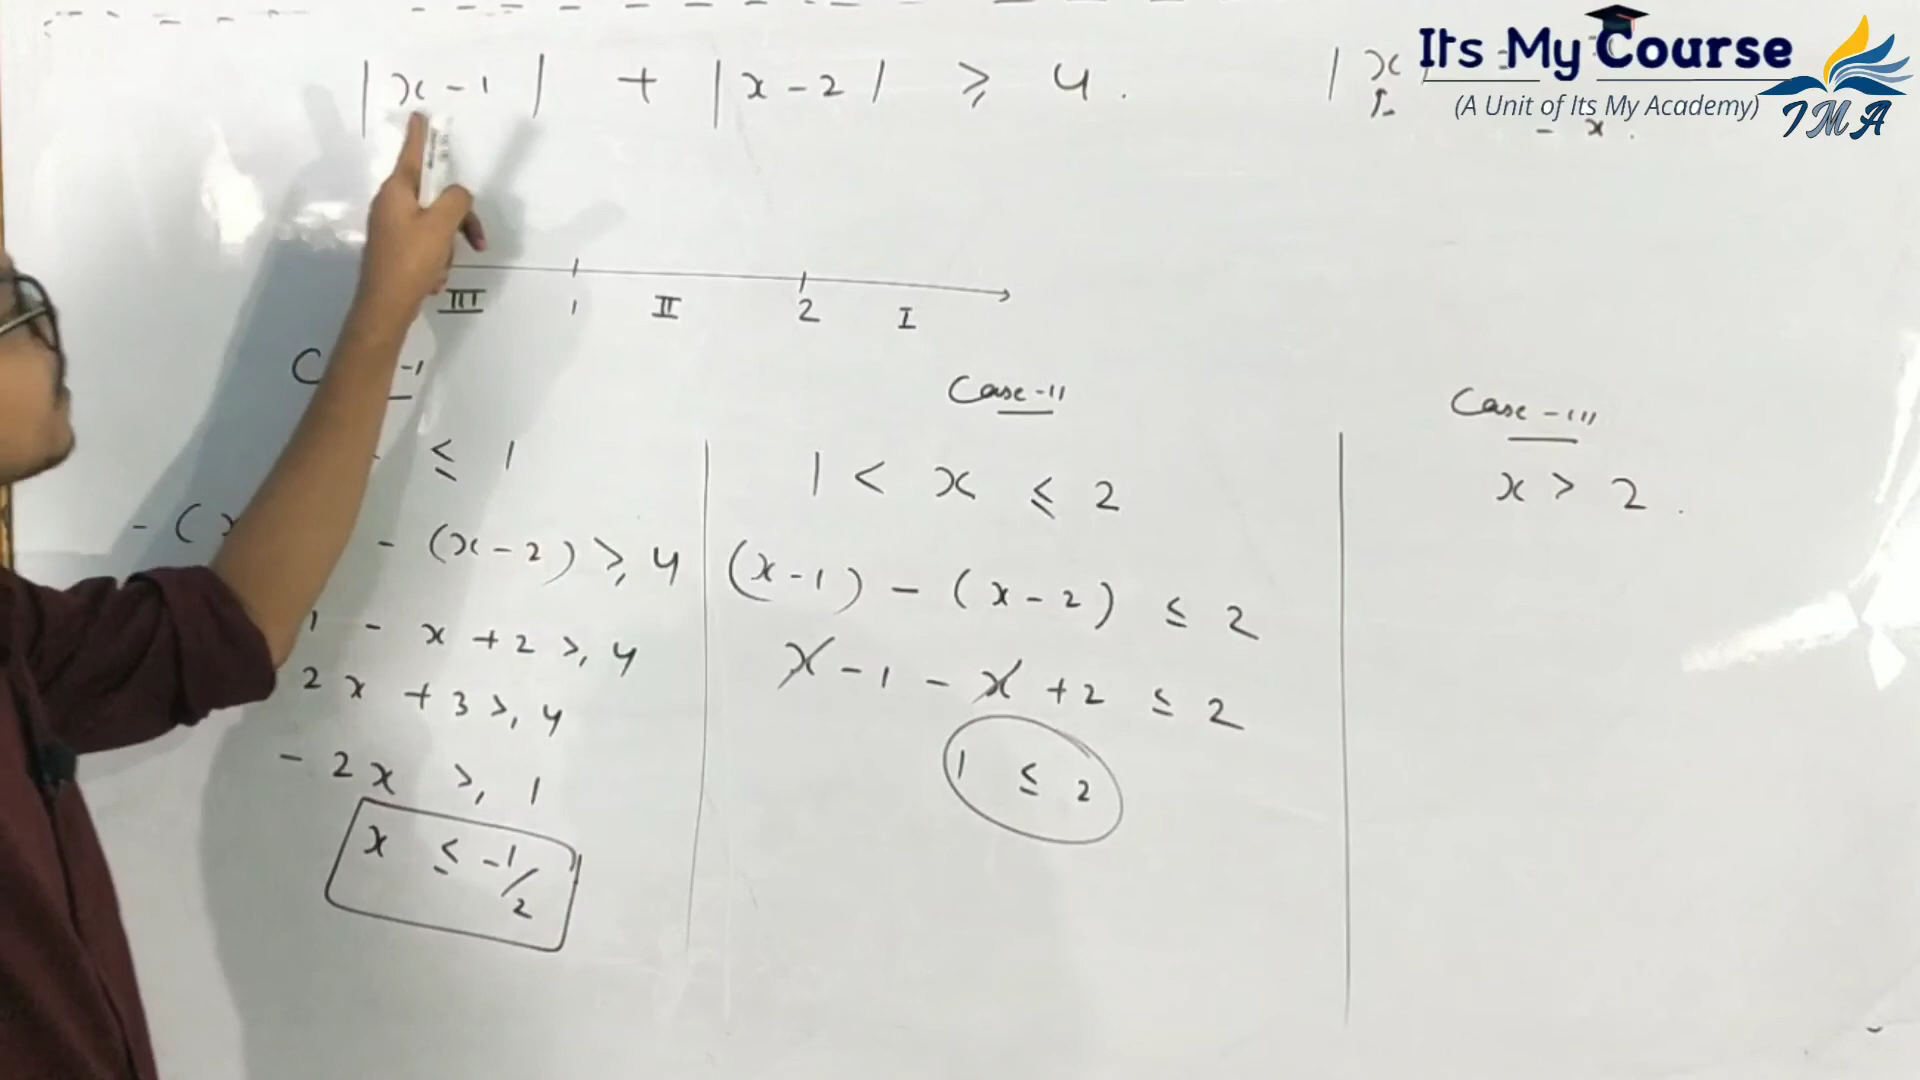 |x-1| + |x-2| ≥ 4.
| x
- x.
Its My Course
(A Unit of Its My Academy)
IMA
III 1 II 2 I
-1
≤ 1
- (x - (x-2) ≥ 4
1 - x + 2 ≥ 4
2x + 3 ≥ 4
- 2x ≥ 1
x ≤ -1/2
Case-II
1 < x ≤ 2
(x-1) - (x-2) ≤ 2
x - 1 - x + 2 ≤ 2
1 ≤ 2
Case-III
x > 2.